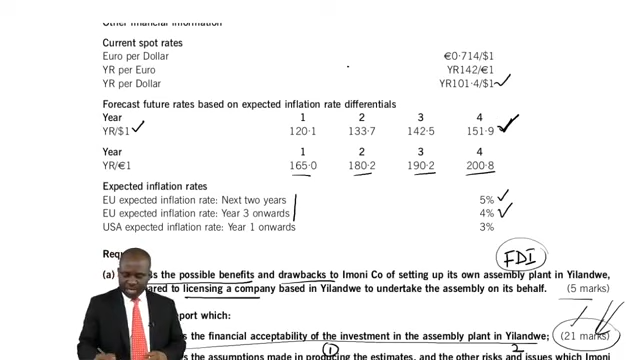 Other financial information
Current spot rates
Euro per Dollar €0·714/$1
YR per Euro YR142/€1
YR per Dollar YR101·4/$1
Forecast future rates based on expected inflation rate differentials
Year 1 2 3 4
YR/$1 120·1 133·7 142·5 151·9
Year 1 2 3 4
YR/€1 165·0 180·2 190·2 200·8
Expected inflation rates
EU expected inflation rate: Next two years 5%
EU expected inflation rate: Year 3 onwards 4%
USA expected inflation rate: Year 1 onwards 3%
FDI
(a) the possible benefits and drawbacks to Imoni Co of setting up its own assembly plant in Yilandwe,
to licensing a company based in Yilandwe to undertake the assembly on its behalf. (5 marks)
port which:
the financial acceptability of the investment in the assembly plant in Yilandwe; (21 marks)
1 2
the assumptions made in producing the estimates, and the other risks and issues which Imoni